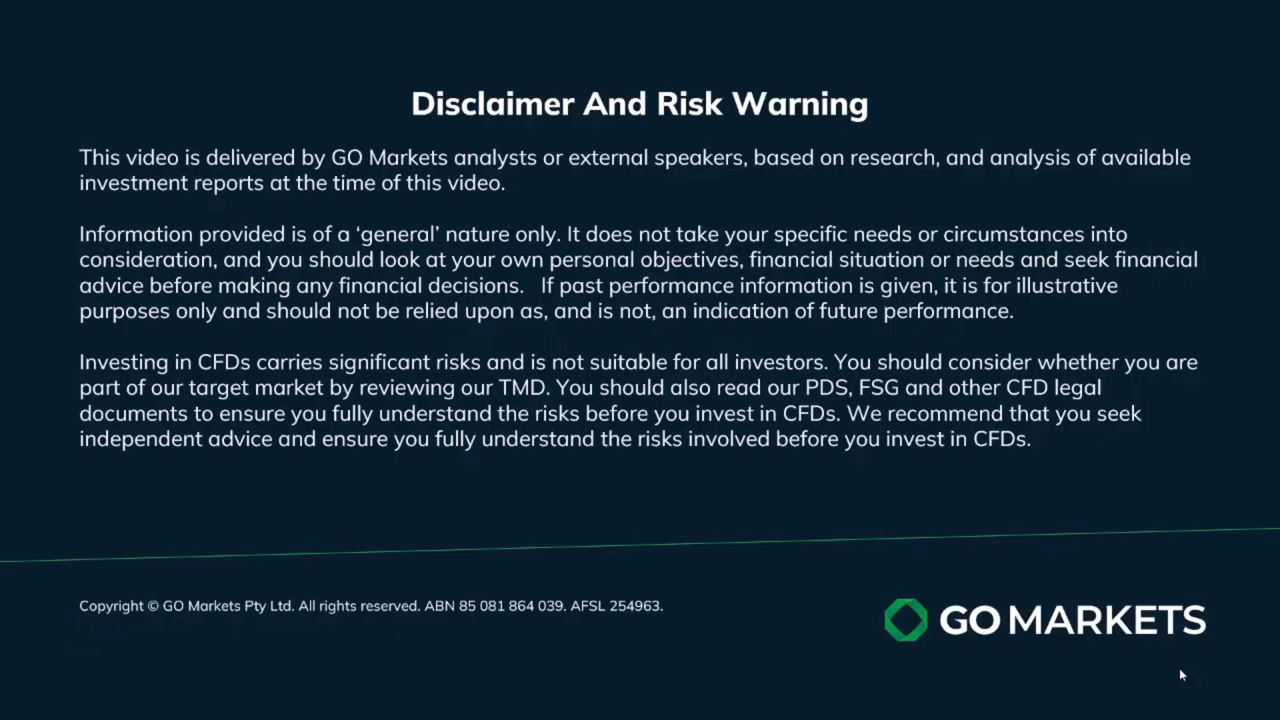 Disclaimer And Risk Warning
This video is delivered by GO Markets analysts or external speakers, based on research, and analysis of available
investment reports at the time of this video.
Information provided is of a ‘general’ nature only. It does not take your specific needs or circumstances into
consideration, and you should look at your own personal objectives, financial situation or needs and seek financial
advice before making any financial decisions.   If past performance information is given, it is for illustrative
purposes only and should not be relied upon as, and is not, an indication of future performance.
Investing in CFDs carries significant risks and is not suitable for all investors. You should consider whether you are
part of our target market by reviewing our TMD. You should also read our PDS, FSG and other CFD legal
documents to ensure you fully understand the risks before you invest in CFDs. We recommend that you seek
independent advice and ensure you fully understand the risks involved before you invest in CFDs.
Copyright © GO Markets Pty Ltd. All rights reserved. ABN 85 081 864 039. AFSL 254963.
GO MARKETS